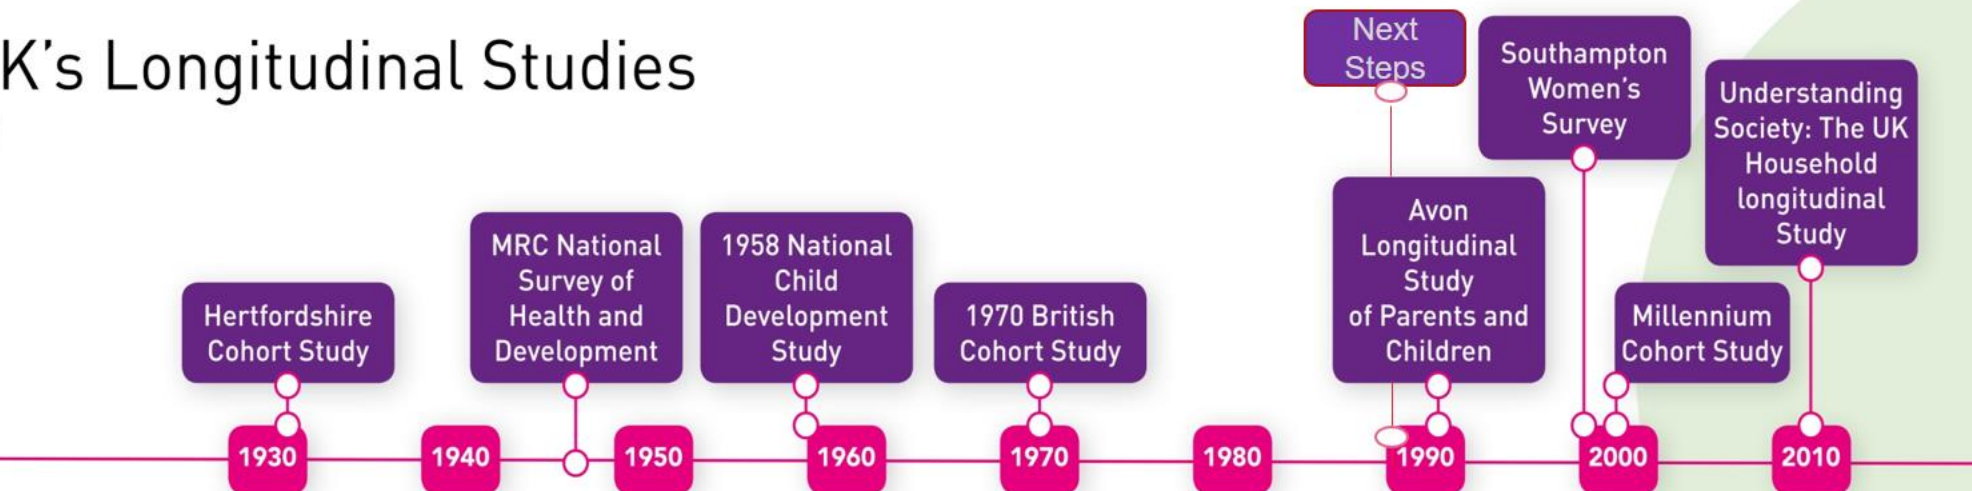 K's Longitudinal Studies
Next
Steps
Southampton
Women's
Survey
Understanding
Society: The UK
Household
longitudinal
Study
Hertfordshire
Cohort Study
MRC National
Survey of
Health and
Development
1958 National
Child
Development
Study
1970 British
Cohort Study
Avon
Longitudinal
Study
of Parents and
Children
Millennium
Cohort Study
1930
1940
1950
1960
1970
1980
1990
2000
2010